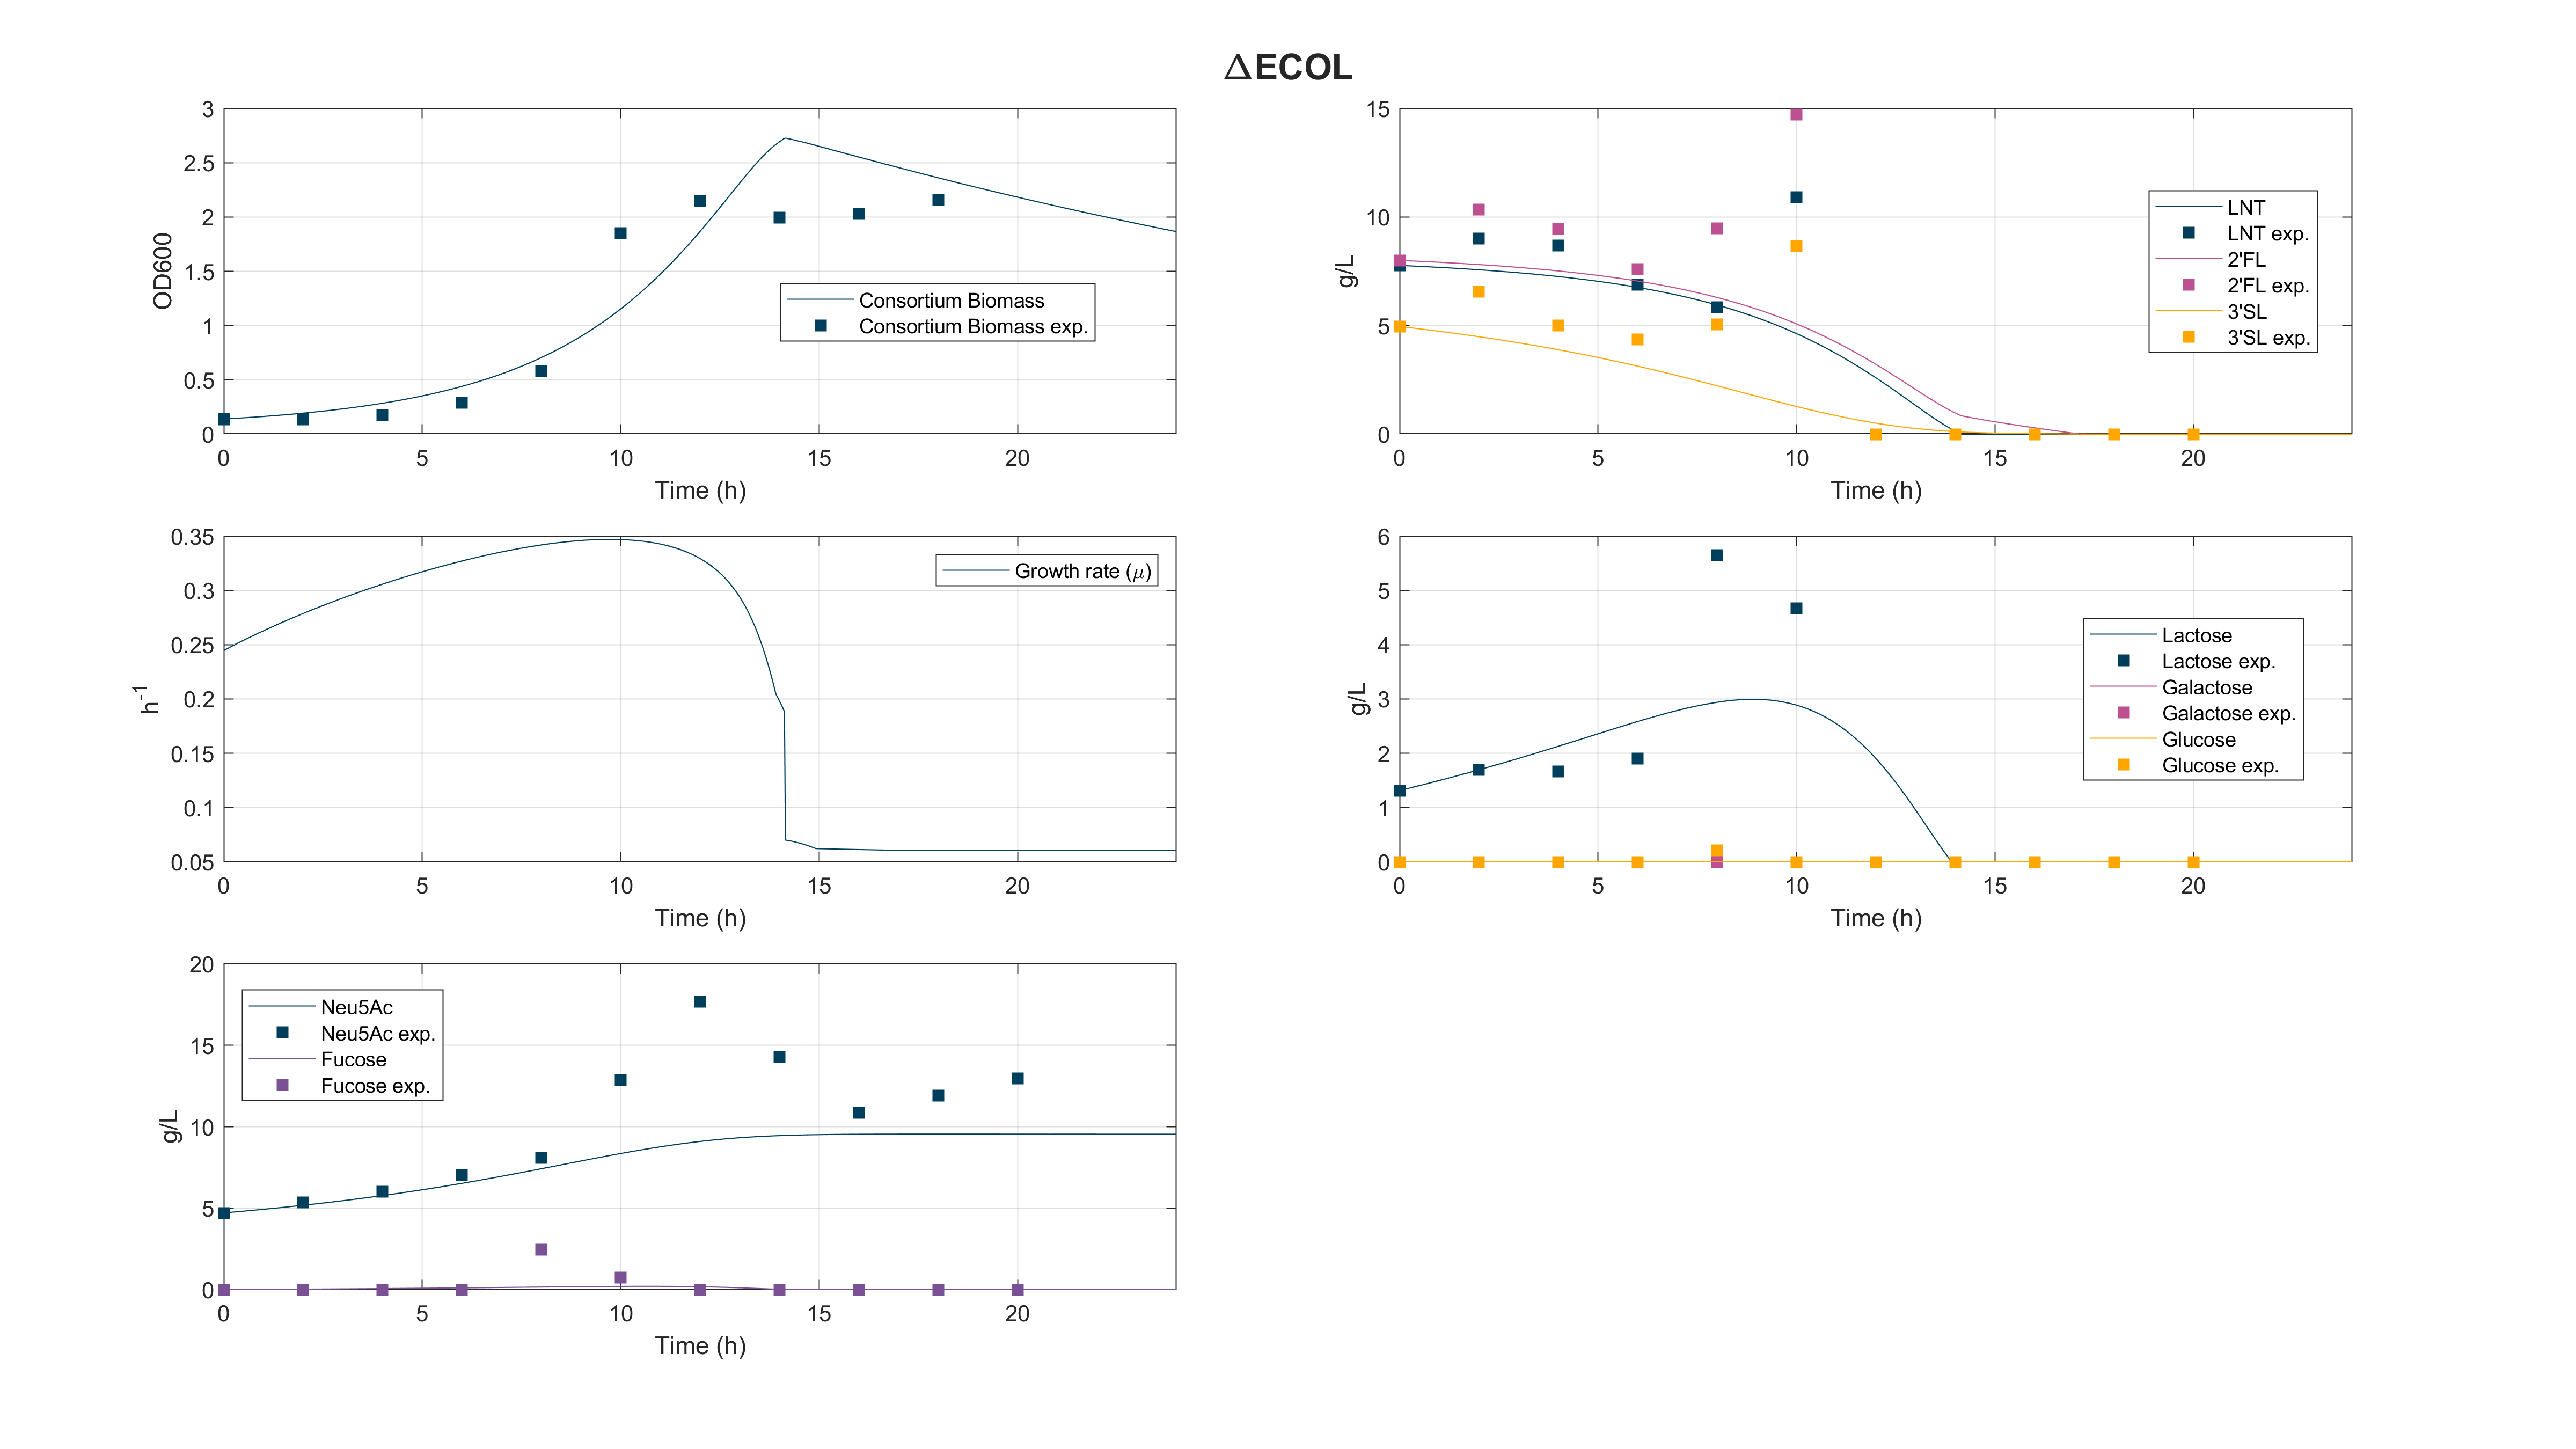 ΔECOL
3
2.5
2
1.5
1
0.5
0
OD600
0 5 10 15 20
Time (h)
Consortium Biomass
Consortium Biomass exp.
15
10
5
0
g/L
0 5 10 15 20
Time (h)
LNT
LNT exp.
2'FL
2'FL exp.
3'SL
3'SL exp.
0.35
0.3
0.25
0.2
0.15
0.1
0.05
h-1
0 5 10 15 20
Time (h)
Growth rate (μ)
6
5
4
3
2
1
0
g/L
0 5 10 15 20
Time (h)
Lactose
Lactose exp.
Galactose
Galactose exp.
Glucose
Glucose exp.
20
15
10
5
0
g/L
0 5 10 15 20
Time (h)
Neu5Ac
Neu5Ac exp.
Fucose
Fucose exp.